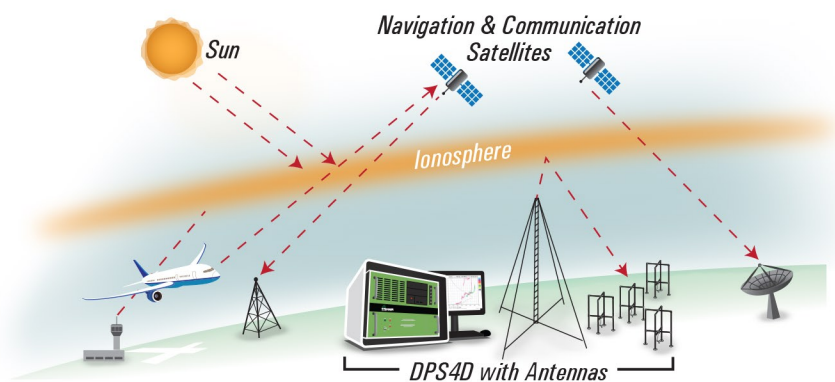 Sun
Navigation & Communication
Satellites
Ionosphere
DPS4D with Antennas